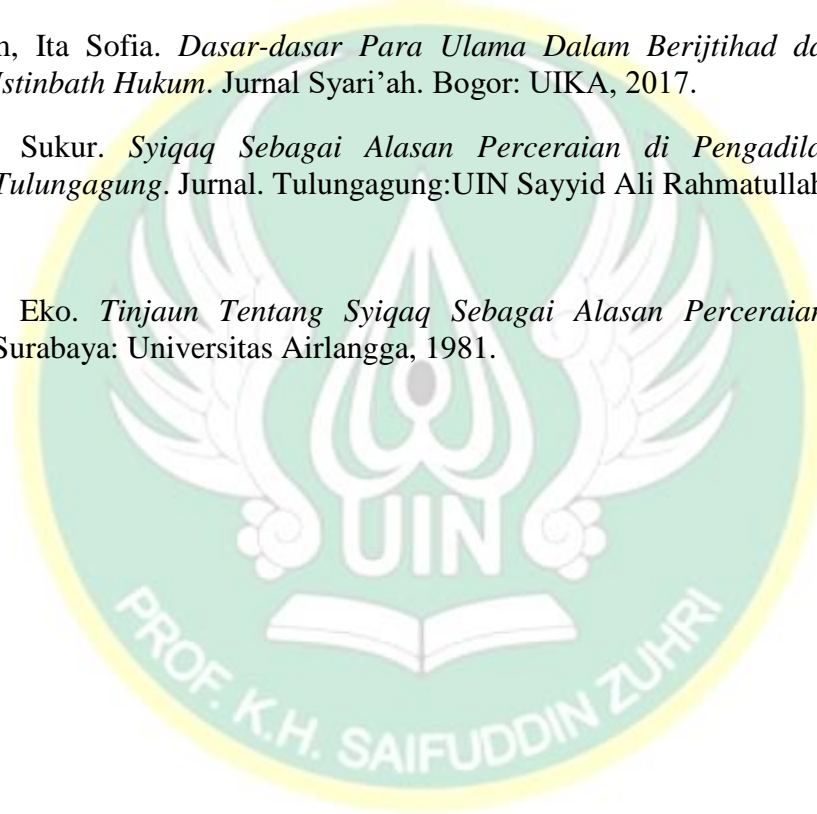 Ita Sofia. Dasar-dasar Para Ulama Dalam Berijtihad
Istinbath Hukum. Jurnal Syari’ah. Bogor: UIKA, 2017.
Sukur. Syiqaq Sebagai Alasan Perceraian di
Tulungagung. Jurnal. Tulungagung:UIN Sayyid Ali Rahmatullah
Eko. Tinjaun Tentang Syiqaq Sebagai Alasan Perceraian
Surabaya: Universitas Airlangga, 1981.
UIN
PROF. K.H. SAIFUDDIN ZUHRI